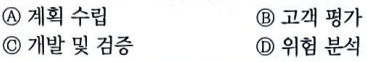 Ⓐ 계획 수립 Ⓑ 고객 평가
Ⓒ 개발 및 검증 Ⓓ 위험 분석